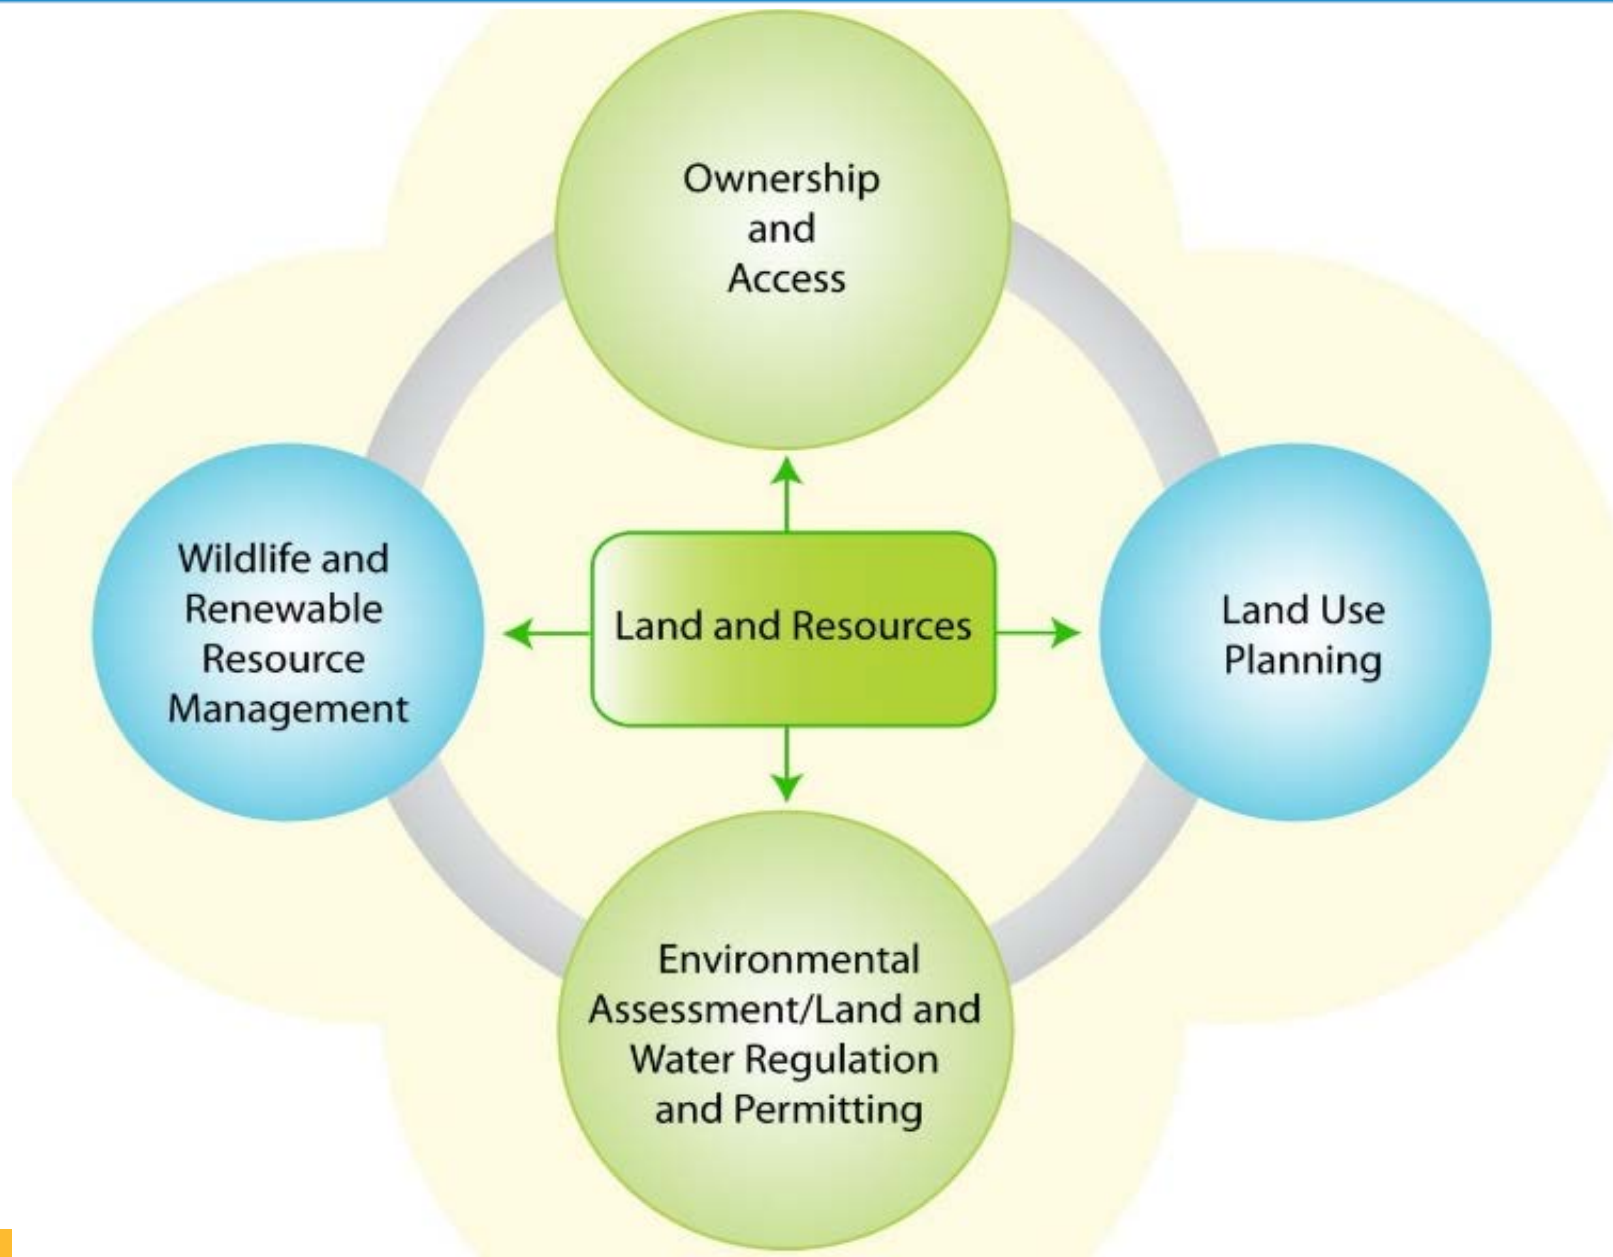 Ownership
and
Access
Wildlife and
Renewable
Resource
Management
Land and Resources
Land Use
Planning
Environmental
Assessment/Land and
Water Regulation
and Permitting